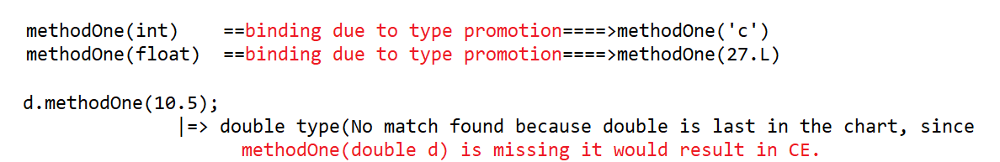 methodOne(int)    ==binding due to type promotion====>methodOne('c')
methodOne(float)  ==binding due to type promotion====>methodOne(27.L)
d.methodOne(10.5);
|=> double type(No match found because double is last in the chart, since
methodOne(double d) is missing it would result in CE.